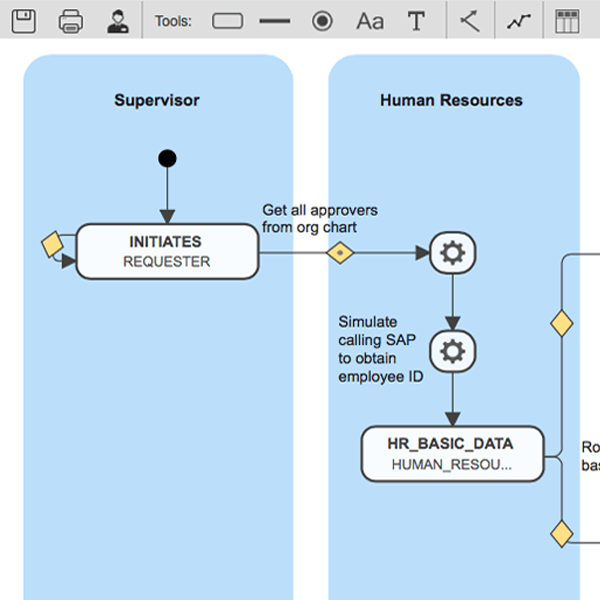 Tools:
Aa
T
Supervisor
Human Resources
Get all approvers
from org chart
INITIATES
REQUESTER
Simulate
calling SAP
to obtain
employee ID
HR_BASIC_DATA
HUMAN_RESOU...
Ro
bas